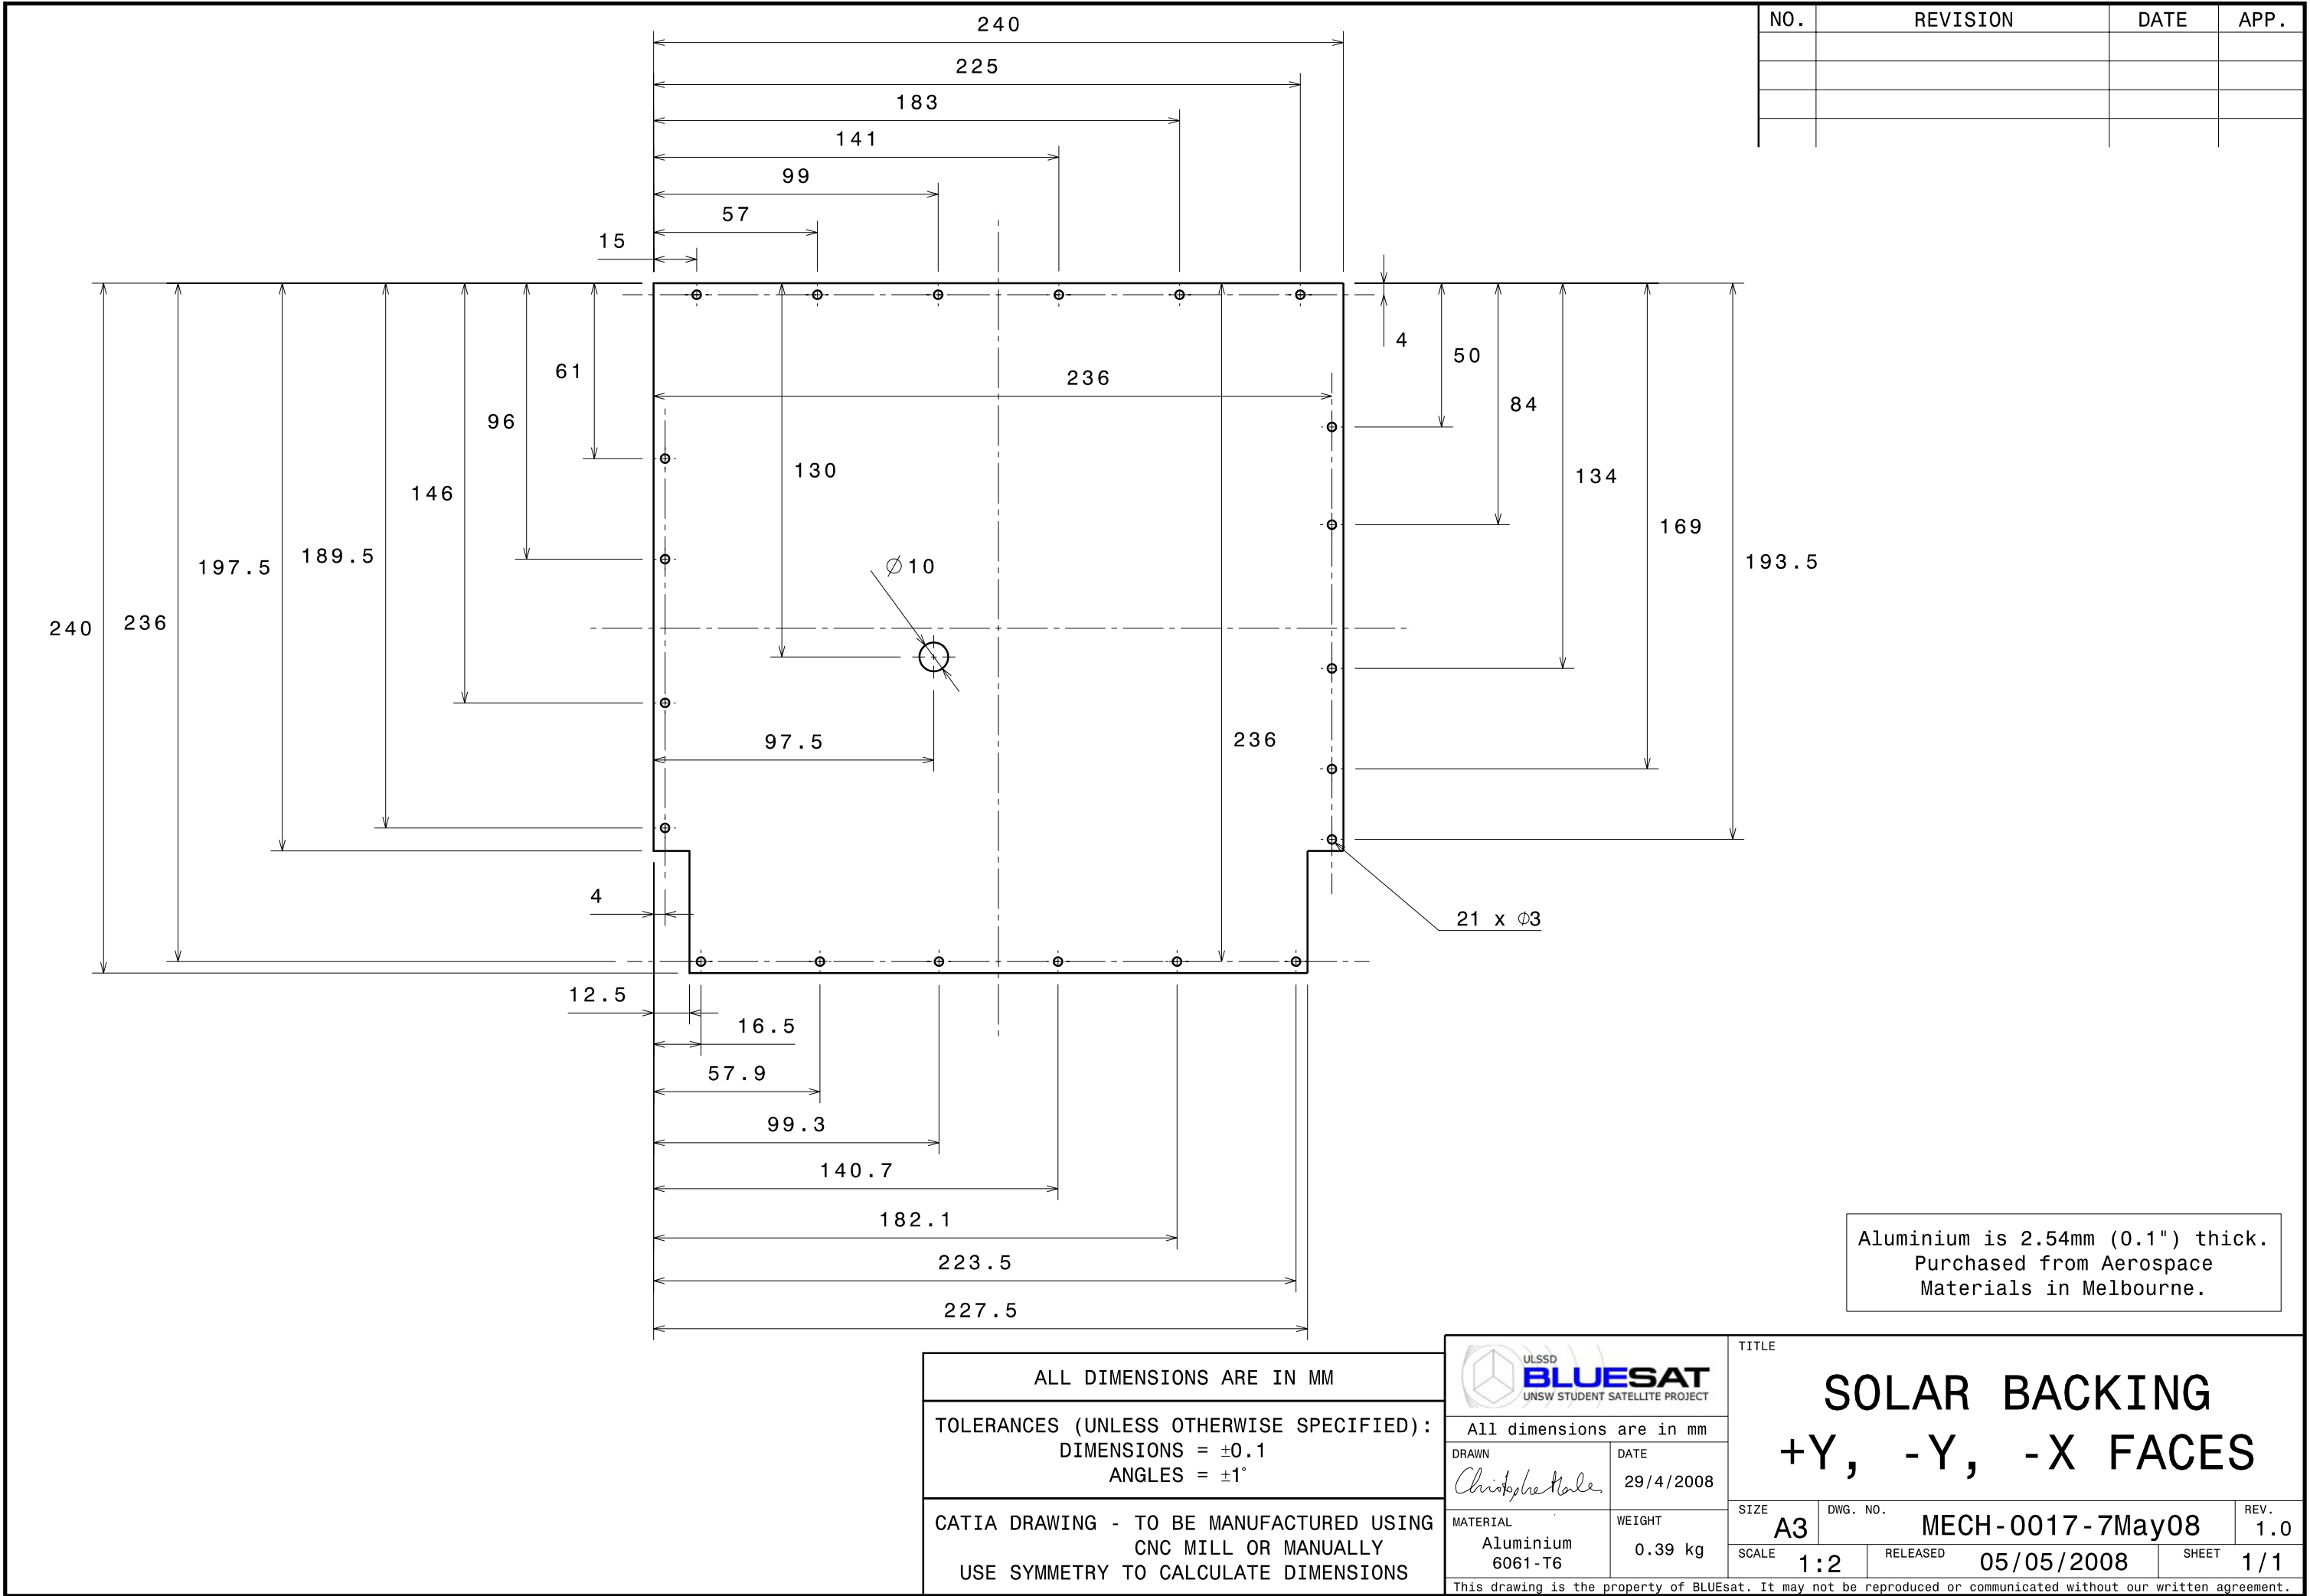 240
NO. REVISION DATE APP.
225
183
141
99
57
15
4
50
61
236
84
96
130
134
146
169
189.5
193.5
197.5
⌀10
240
236
97.5
236
4
21 x ⌀3
12.5
16.5
57.9
99.3
140.7
182.1
223.5
227.5
Aluminium is 2.54mm (0.1") thick.
Purchased from Aerospace
Materials in Melbourne.
ALL DIMENSIONS ARE IN MM
TOLERANCES (UNLESS OTHERWISE SPECIFIED):
DIMENSIONS = ±0.1
ANGLES = ±1°
CATIA DRAWING - TO BE MANUFACTURED USING
CNC MILL OR MANUALLY
USE SYMMETRY TO CALCULATE DIMENSIONS
ULSSD
BLUESAT
UNSW STUDENT SATELLITE PROJECT
All dimensions are in mm
DRAWN
DATE
29/4/2008
MATERIAL
Aluminium
6061-T6
WEIGHT
0.39 kg
TITLE
SOLAR BACKING
+Y, -Y, -X FACES
SIZE
A3
DWG. NO.
MECH-0017-7May08
REV.
1.0
SCALE
1:2
RELEASED
05/05/2008
SHEET
1/1
This drawing is the property of BLUEsat. It may not be reproduced or communicated without our written agreement.